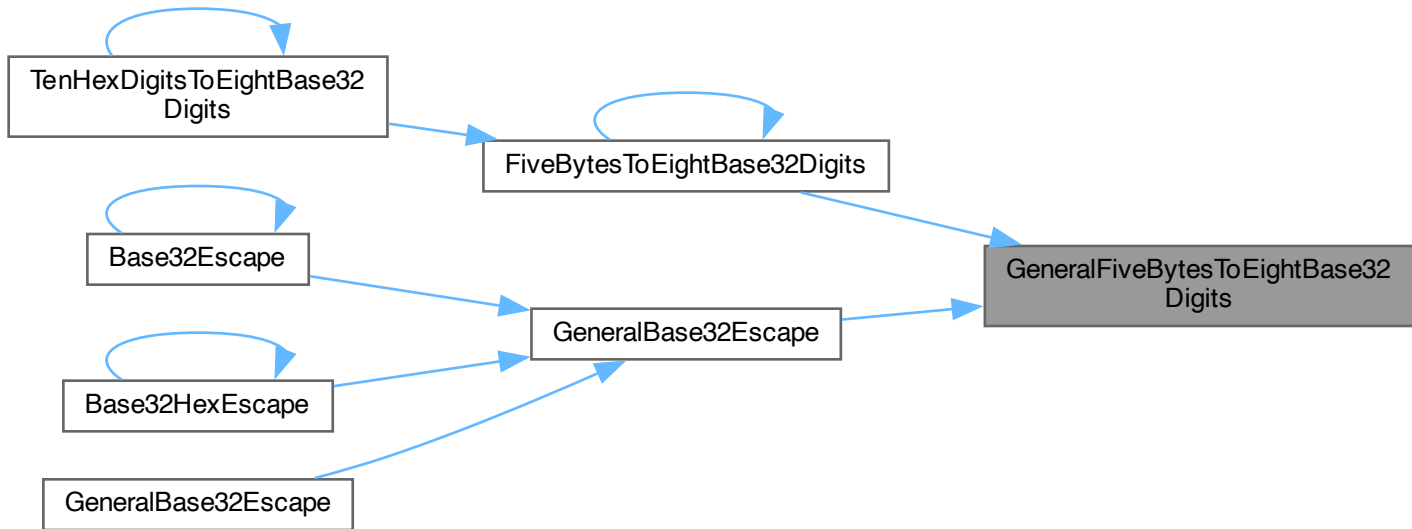 TenHexDigitsToEightBase32
Digits
FiveBytesToEightBase32Digits
Base32Escape
GeneralFiveBytesToEightBase32
Digits
GeneralBase32Escape
Base32HexEscape
GeneralBase32Escape